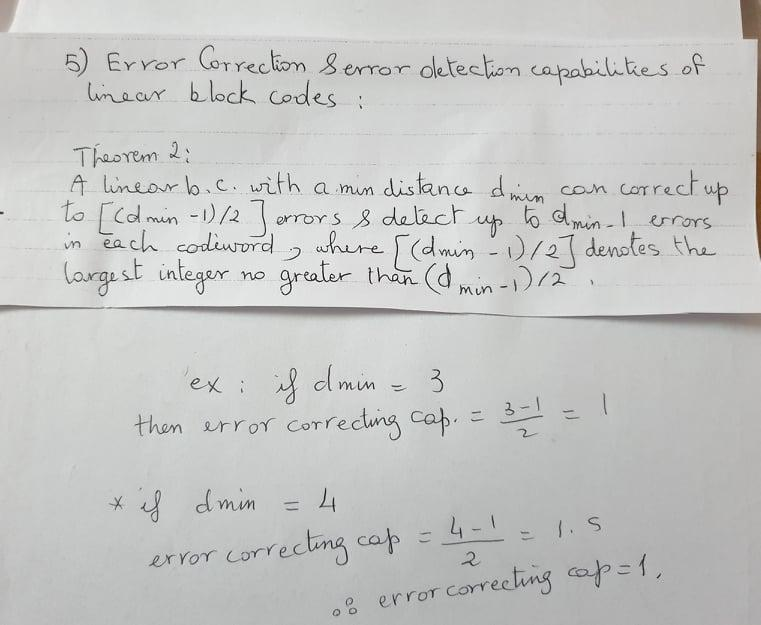 5) Error Correction & error detection capabilities of
linear block codes :
Theorem 2:
A linear b.c. with a min distance dmin can correct up
to [(dmin -1)/2] errors & detect up to dmin-1 errors
in each codeword, where [(dmin - 1)/2] denotes the
largest integer no greater than (dmin-1)/2.
ex : if dmin = 3
then error correcting cap. = 3-1/2 = 1
* if dmin = 4
error correcting cap = 4-1/2 = 1.5
∴ error correcting cap = 1.